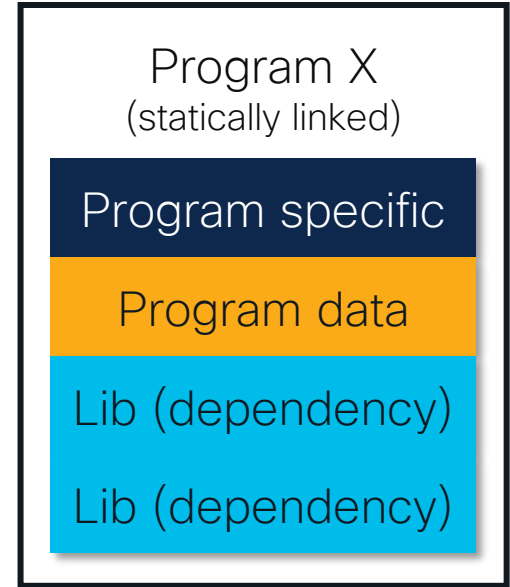 Program X
(statically linked)
Program specific
Program data
Lib (dependency)
Lib (dependency)